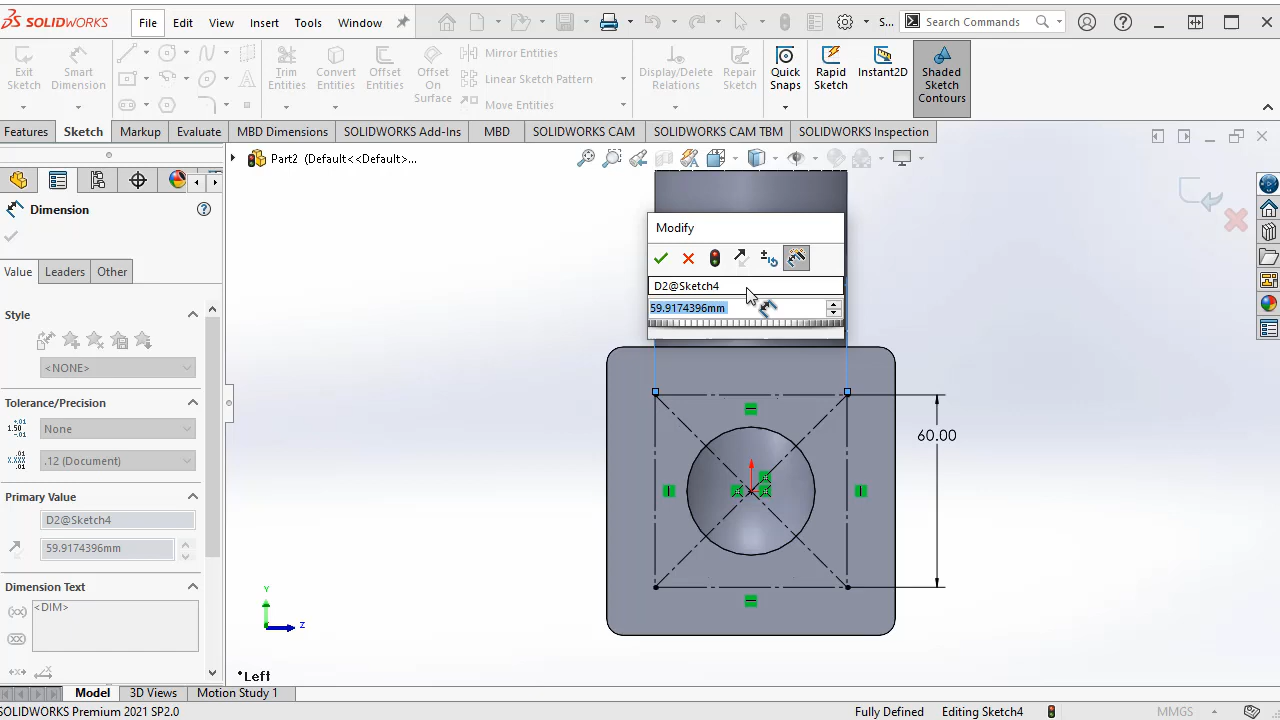 SOLIDWORKS
File
Edit
View
Insert
Tools
Window
S...
Search Commands
Exit
Sketch
Smart
Dimension
Trim
Entities
Convert
Entities
Offset
Entities
Offset
On
Surface
Mirror Entities
Linear Sketch Pattern
Move Entities
Display/Delete
Relations
Repair
Sketch
Quick
Snaps
Rapid
Sketch
Instant2D
Shaded
Sketch
Contours
Features
Sketch
Markup
Evaluate
MBD Dimensions
SOLIDWORKS Add-Ins
MBD
SOLIDWORKS CAM
SOLIDWORKS CAM TBM
SOLIDWORKS Inspection
Part2 (Default<<Default>...
Dimension
Value
Leaders
Other
Style
<NONE>
Tolerance/Precision
None
.12 (Document)
Primary Value
D2@Sketch4
59.9174396mm
Dimension Text
<DIM>
Modify
D2@Sketch4
59.9174396mm
60.00
Y
Z
*Left
Model
3D Views
Motion Study 1
SOLIDWORKS Premium 2021 SP2.0
Fully Defined
Editing Sketch4
MMGS